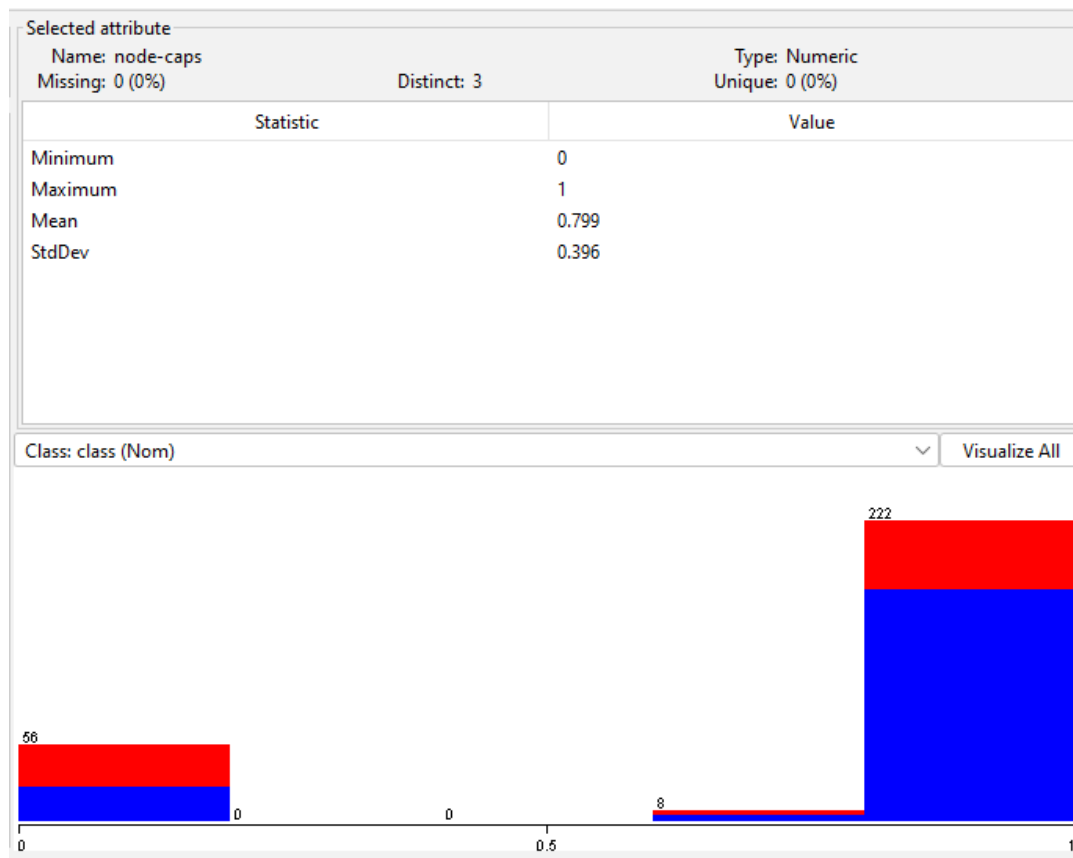 Selected attribute
Name: node-caps Type: Numeric
Missing: 0 (0%) Distinct: 3 Unique: 0 (0%)
Statistic Value
Minimum 0
Maximum 1
Mean 0.799
StdDev 0.396
Class: class (Nom) Visualize All
222
56
0 0 8
0 0.5 1